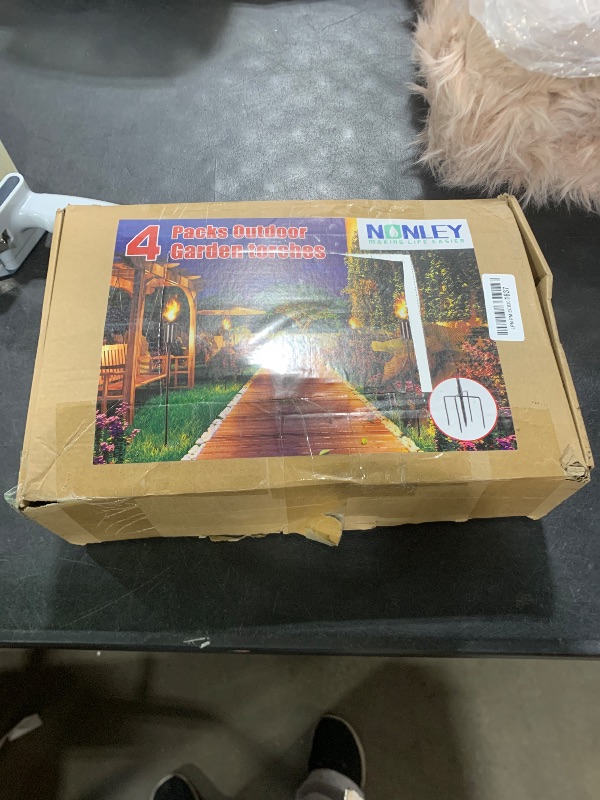 4 Packs Outdoor
Garden torches
NONLEY
MAKING LIFE EASIER